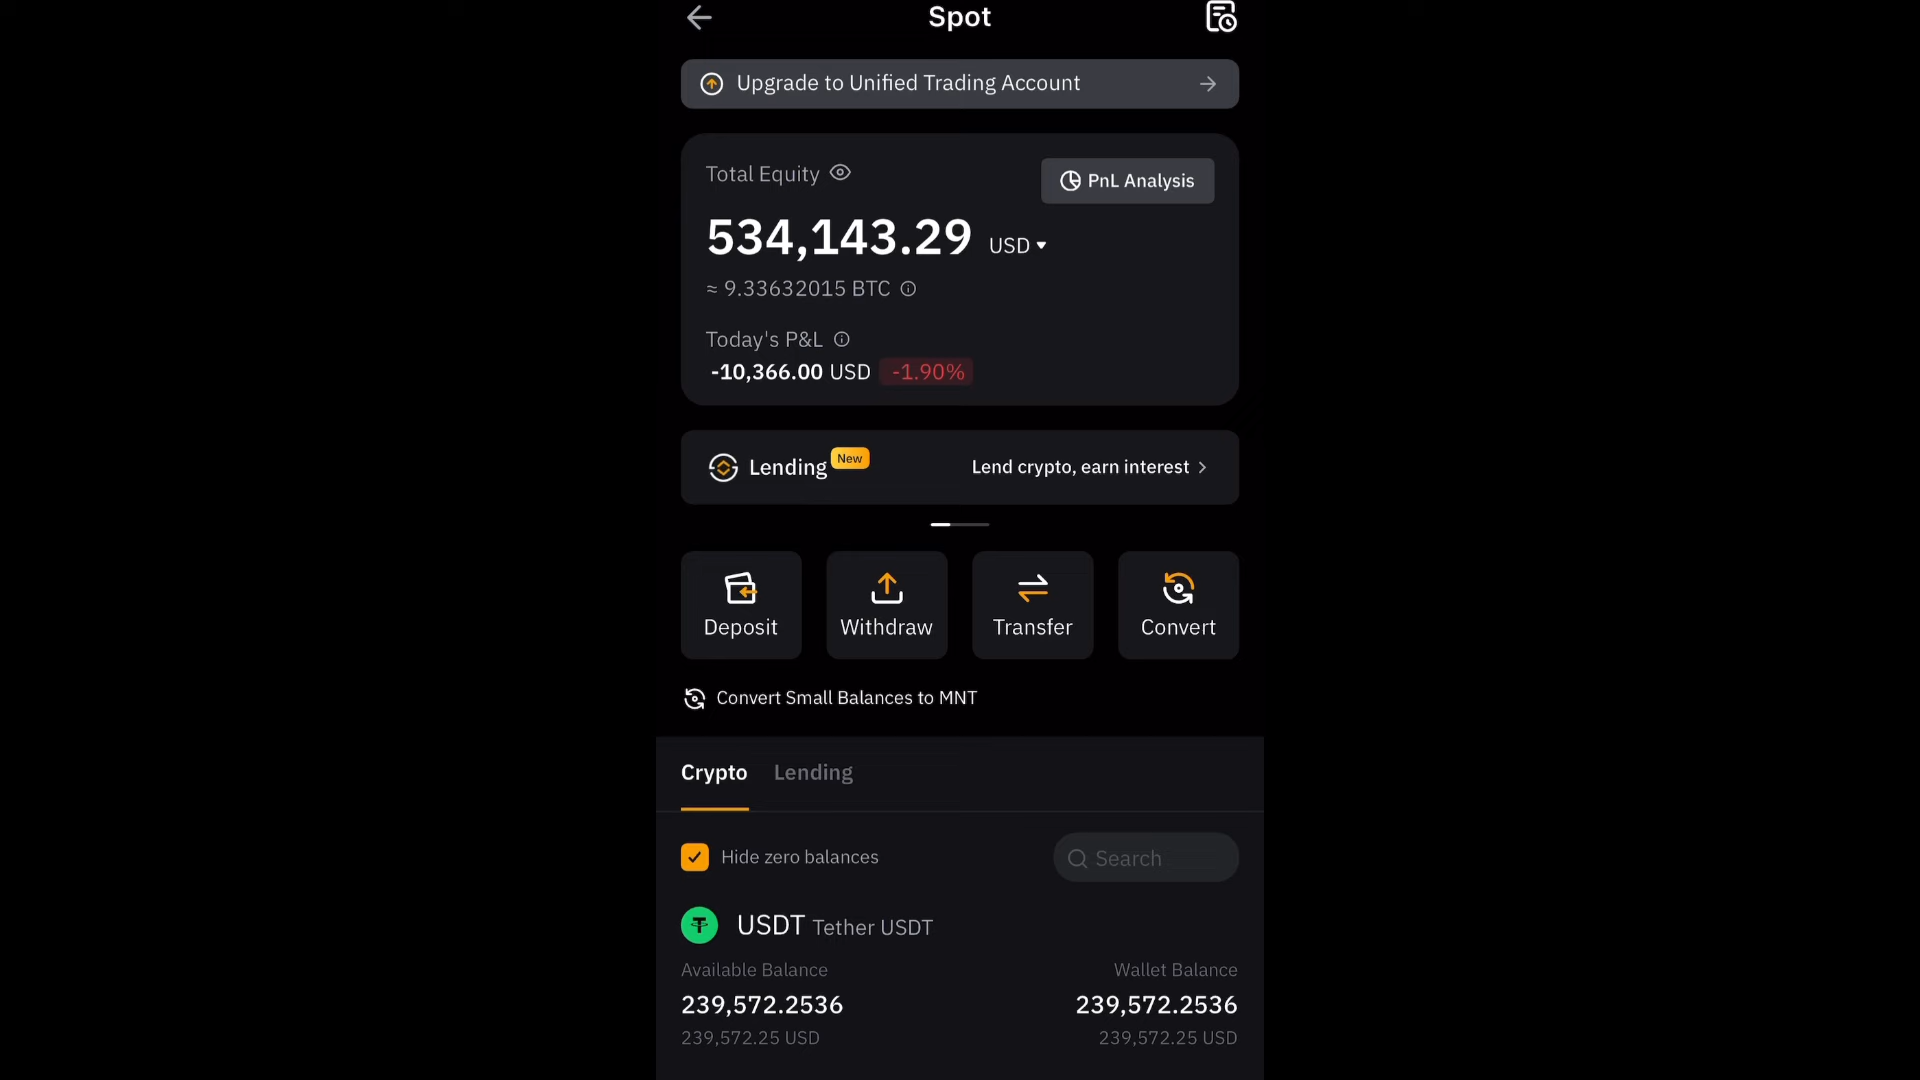 Spot
Upgrade to Unified Trading Account
Total Equity
PnL Analysis
534,143.29 USD
≈ 9.33632015 BTC
Today's P&L
-10,366.00 USD -1.90%
Lending New Lend crypto, earn interest
Deposit Withdraw Transfer Convert
Convert Small Balances to MNT
Crypto Lending
Hide zero balances Search
USDT Tether USDT
Available Balance Wallet Balance
239,572.2536 239,572.2536
239,572.25 USD 239,572.25 USD